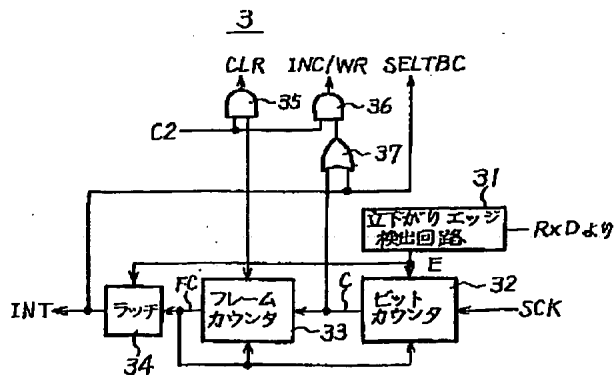 3
CLR INC/WR SELTBC
35 36
C2
37
31
立下がりエッジ
検出回路
RxDより
E
32
FC
C
INT
ラッチ
フレーム
カウンタ
ビット
カウンタ
SCK
33
34